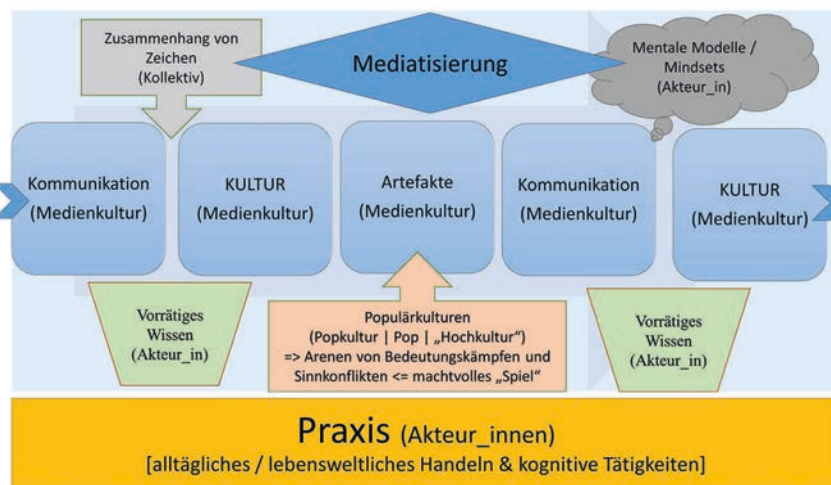 Zusammenhang von
Zeichen
(Kollektiv)
Mediatisierung
Mentale Modelle /
Mindsets
(Akteur_in)
Kommunikation
(Medienkultur)
KULTUR
(Medienkultur)
Artefakte
(Medienkultur)
Kommunikation
(Medienkultur)
KULTUR
(Medienkultur)
Vorrätiges
Wissen
(Akteur_in)
Populärkulturen
(Popkultur | Pop | „Hochkultur“)
=> Arenen von Bedeutungskämpfen und
Sinnkonflikten <= machtvolles „Spiel“
Vorrätiges
Wissen
(Akteur_in)
Praxis (Akteur_innen)
[alltägliches / lebensweltliches Handeln & kognitive Tätigkeiten]